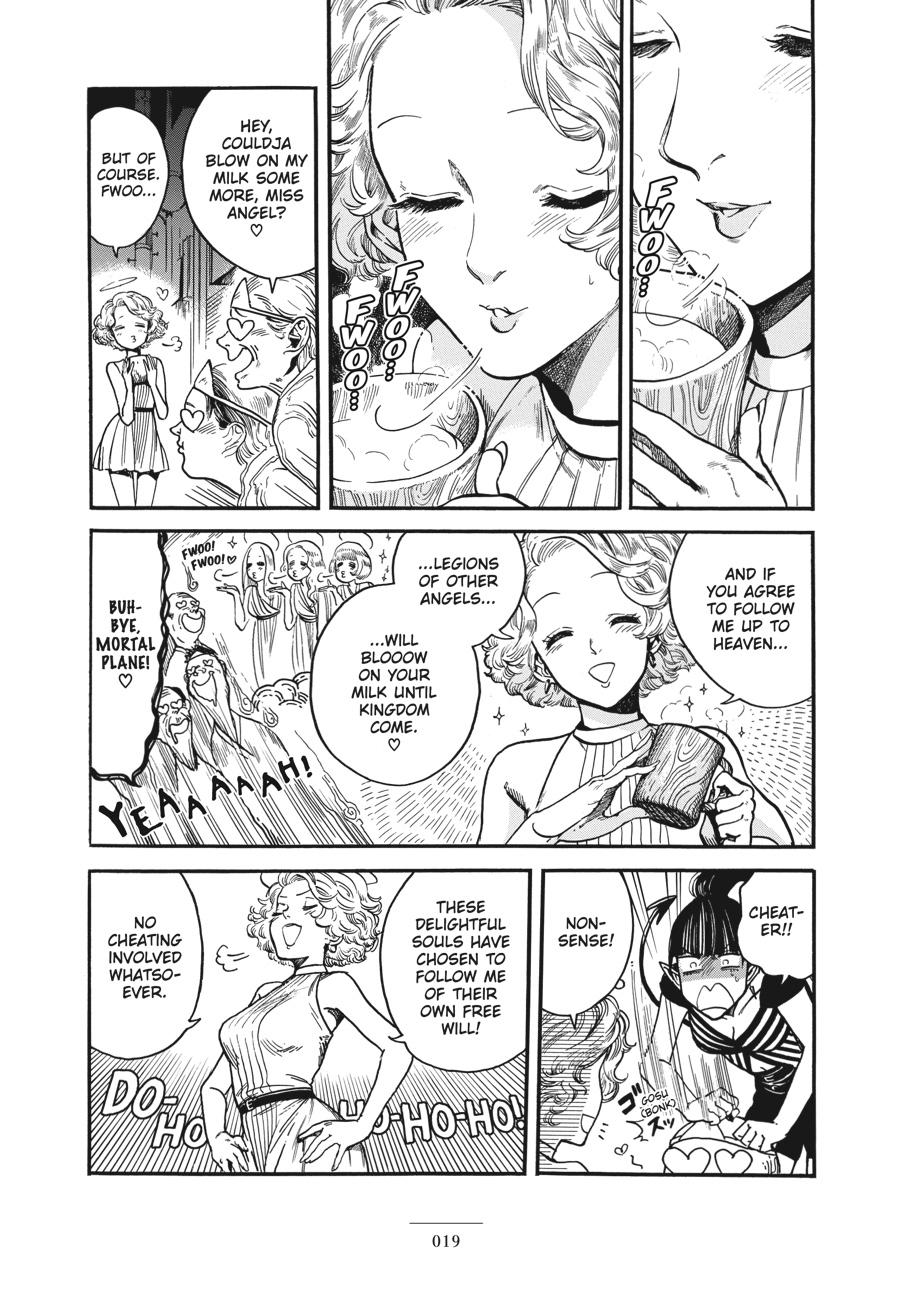 FWOO...
FWOO...
FWOO...
HEY,
COULDJA
BLOW ON MY
MILK SOME
MORE, MISS
ANGEL?
♡
BUT OF
COURSE.
FWOO...
AND IF
YOU AGREE
TO FOLLOW
ME UP TO
HEAVEN...
...LEGIONS
OF OTHER
ANGELS...
...WILL
BLOOOW
ON YOUR
MILK UNTIL
KINGDOM
COME.
♡
FWOO!
FWOO!♡
BUH-
BYE,
MORTAL
PLANE!
♡
YEAAAAAH!
CHEAT-
ER!!
NON-
SENSE!
ゴスッ
GOSU
(BONK)
THESE
DELIGHTFUL
SOULS HAVE
CHOSEN TO
FOLLOW ME
OF THEIR
OWN FREE
WILL!
NO
CHEATING
INVOLVED
WHATSO-
EVER.
DO-
HO HO-HO-HO!
019